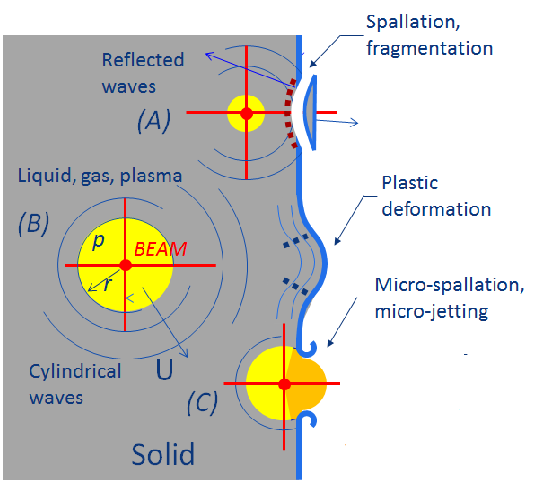 Spallation,
fragmentation
Reflected
waves
(A)
Liquid, gas, plasma
(B)
Plastic
deformation
p
BEAM
r
Micro-spallation,
micro-jetting
Cylindrical
waves
U
(C)
Solid